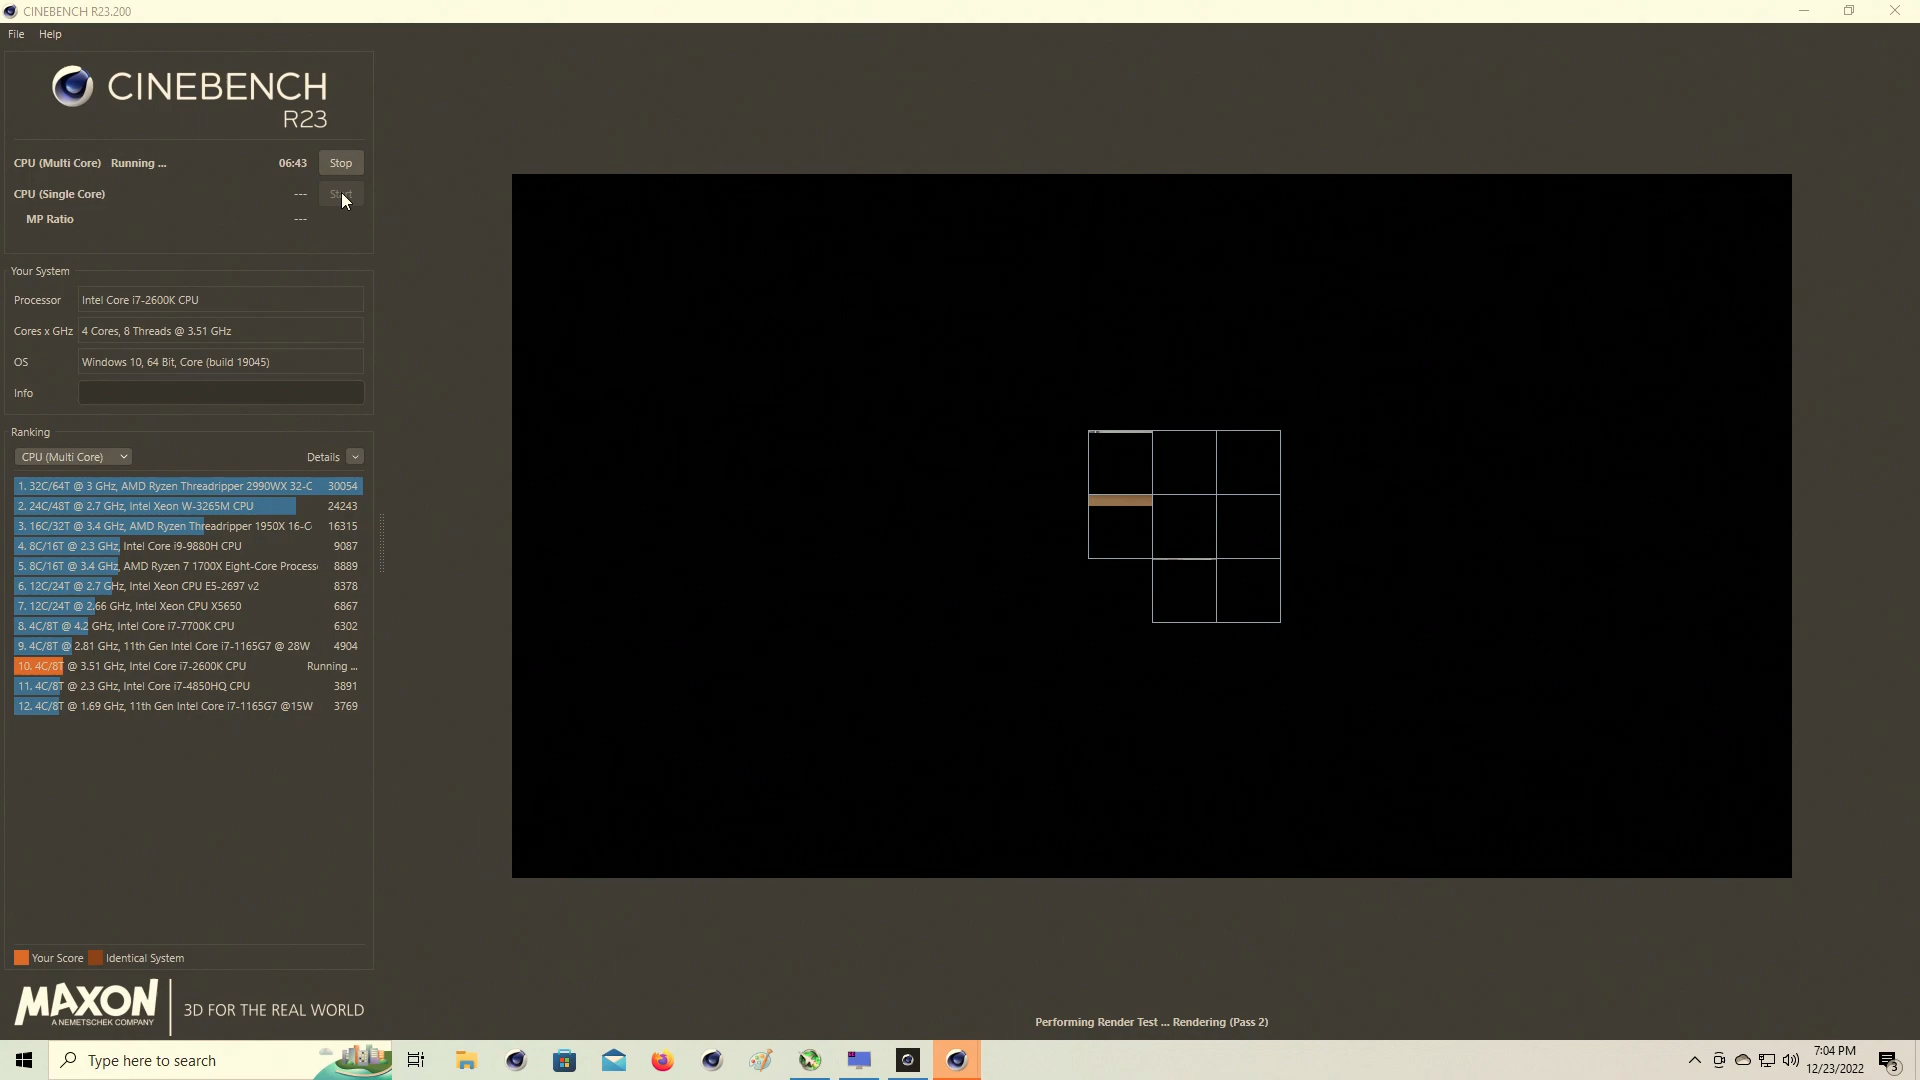 CINEBENCH R23.200
File Help
CINEBENCH
R23
CPU (Multi Core) Running ... 06:43 Stop
CPU (Single Core) --- Start
MP Ratio ---
Your System
Processor Intel Core i7-2600K CPU
Cores x GHz 4 Cores, 8 Threads @ 3.51 GHz
OS Windows 10, 64 Bit, Core (build 19045)
Info
Ranking
CPU (Multi Core) Details
1. 32C/64T @ 3 GHz, AMD Ryzen Threadripper 2990WX 32-C 30054
2. 24C/48T @ 2.7 GHz, Intel Xeon W-3265M CPU 24243
3. 16C/32T @ 3.4 GHz, AMD Ryzen Threadripper 1950X 16-C 16315
4. 8C/16T @ 2.3 GHz, Intel Core i9-9880H CPU 9087
5. 8C/16T @ 3.4 GHz, AMD Ryzen 7 1700X Eight-Core Process 8889
6. 12C/24T @ 2.7 GHz, Intel Xeon CPU E5-2697 v2 8378
7. 12C/24T @ 2.66 GHz, Intel Xeon CPU X5650 6867
8. 4C/8T @ 4.2 GHz, Intel Core i7-7700K CPU 6302
9. 4C/8T @ 2.81 GHz, 11th Gen Intel Core i7-1165G7 @ 28W 4904
10. 4C/8T @ 3.51 GHz, Intel Core i7-2600K CPU Running ...
11. 4C/8T @ 2.3 GHz, Intel Core i7-4850HQ CPU 3891
12. 4C/8T @ 1.69 GHz, 11th Gen Intel Core i7-1165G7 @15W 3769
Your Score Identical System
MAXON
A NEMETSCHEK COMPANY
3D FOR THE REAL WORLD
Performing Render Test ... Rendering (Pass 2)
Type here to search
7:04 PM
12/23/2022
3